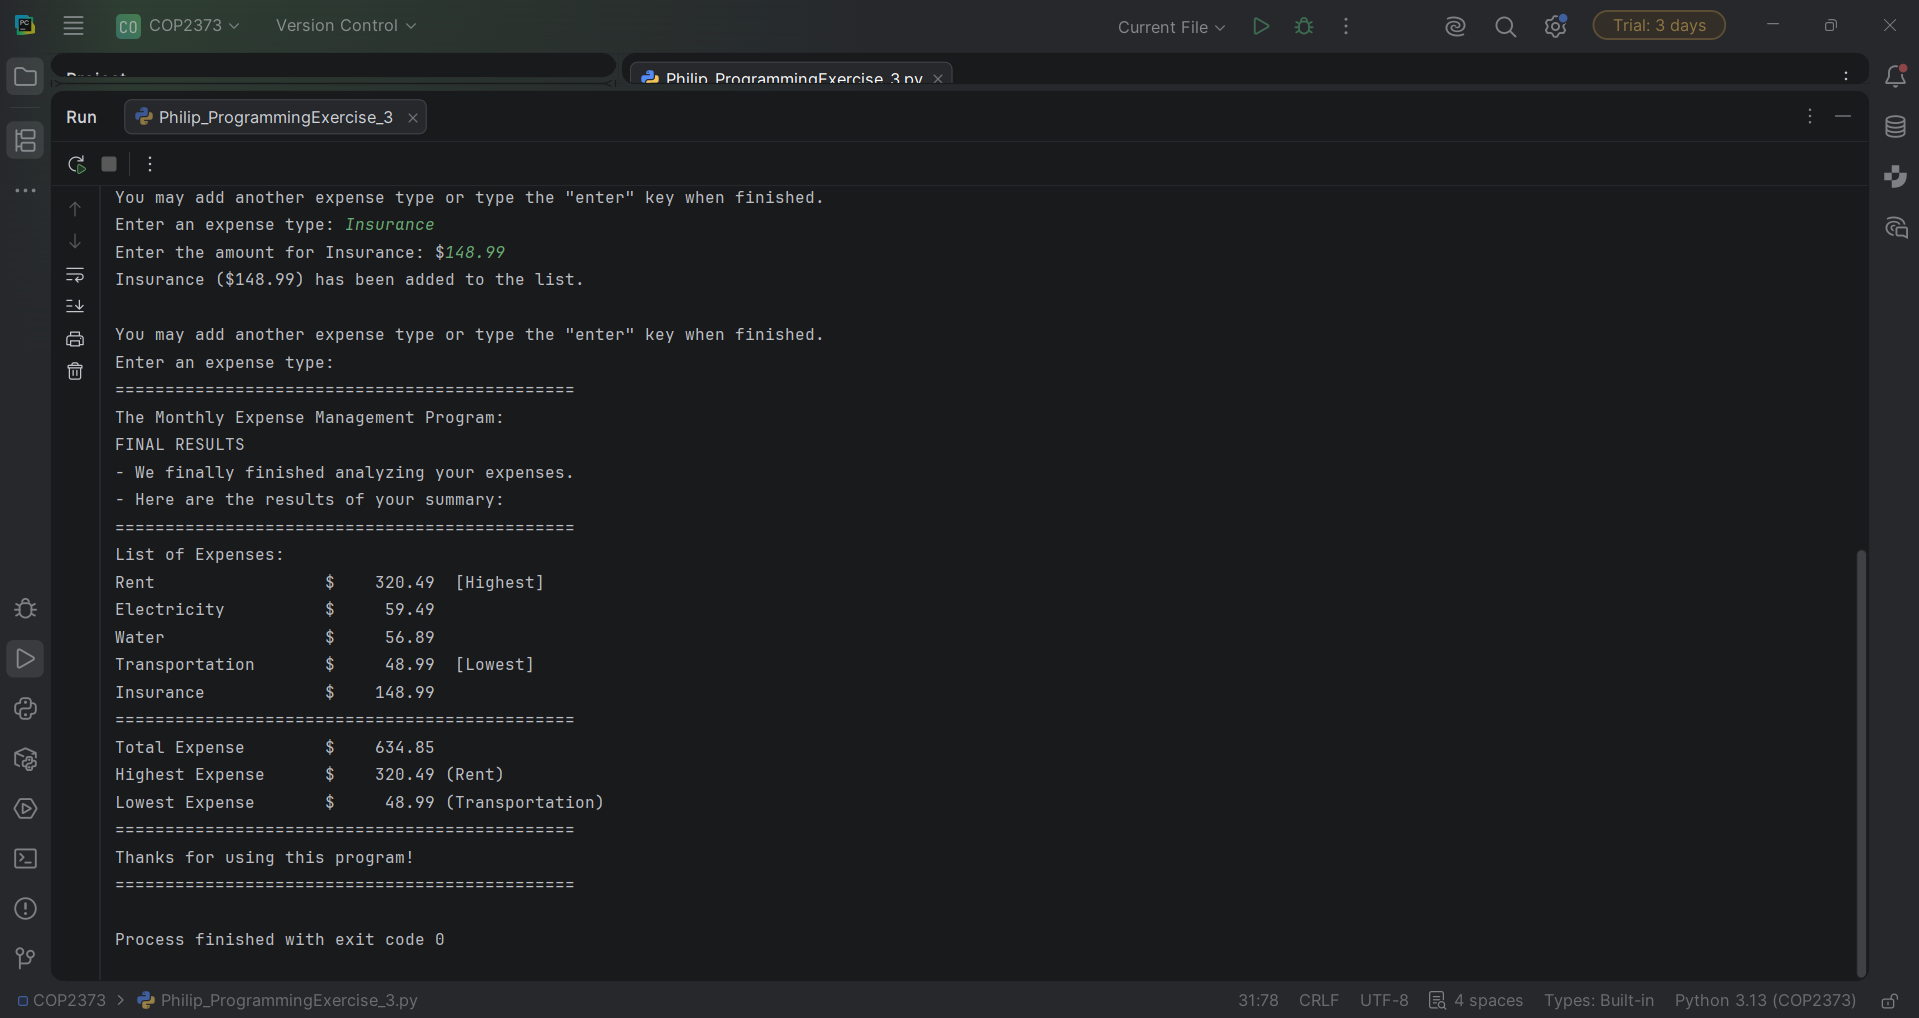 CO COP2373 Version Control Current File Trial: 3 days
Project Philip_ProgrammingExercise_3.py
Run Philip_ProgrammingExercise_3
You may add another expense type or type the "enter" key when finished.
Enter an expense type: Insurance
Enter the amount for Insurance: $148.99
Insurance ($148.99) has been added to the list.
You may add another expense type or type the "enter" key when finished.
Enter an expense type:
==============================================
The Monthly Expense Management Program:
FINAL RESULTS
- We finally finished analyzing your expenses.
- Here are the results of your summary:
==============================================
List of Expenses:
Rent $ 320.49 [Highest]
Electricity $ 59.49
Water $ 56.89
Transportation $ 48.99 [Lowest]
Insurance $ 148.99
==============================================
Total Expense $ 634.85
Highest Expense $ 320.49 (Rent)
Lowest Expense $ 48.99 (Transportation)
==============================================
Thanks for using this program!
==============================================
Process finished with exit code 0
COP2373 > Philip_ProgrammingExercise_3.py 31:78 CRLF UTF-8 4 spaces Types: Built-in Python 3.13 (COP2373)